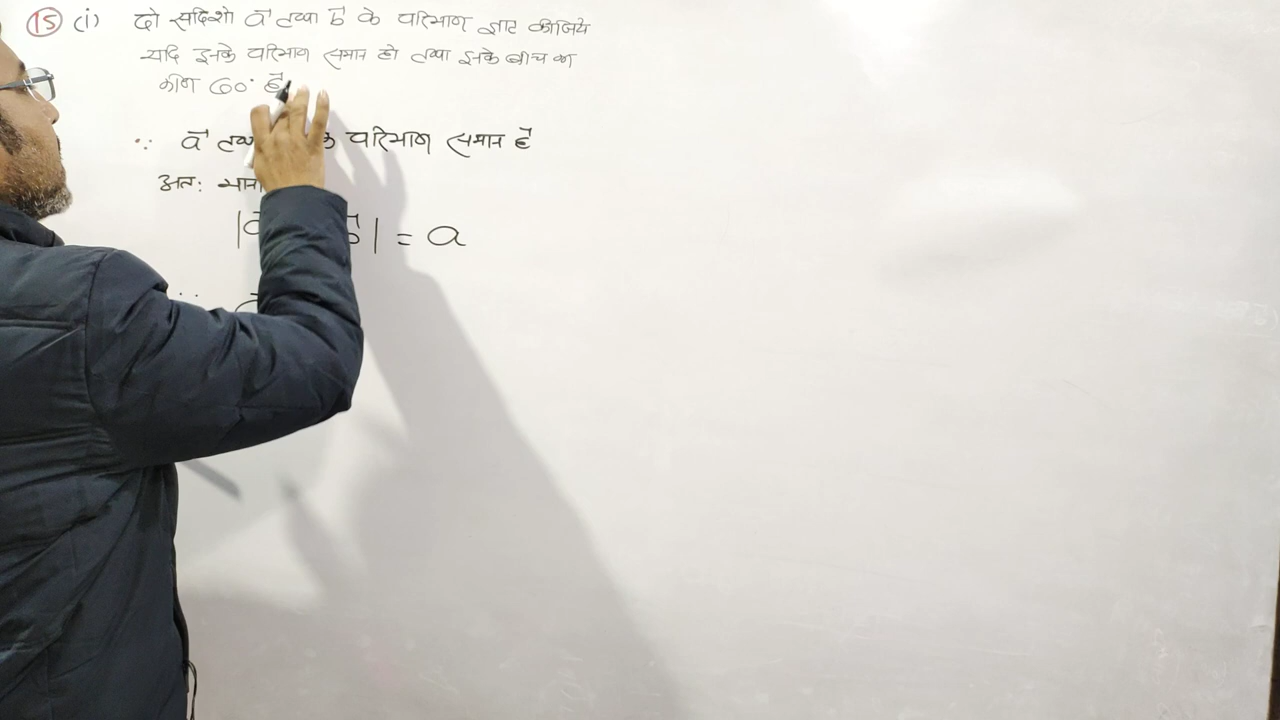 15 (i) दो सदिशो a⃗ तथा b⃗ के परिमाण ज्ञात कीजिये
यदि इनके परिमाण समान हो तथा इनके बीच का
कोण 60° है
∵ a⃗ तथा के परिमाण समान है
अत: माना
| b⃗ | = a
∵